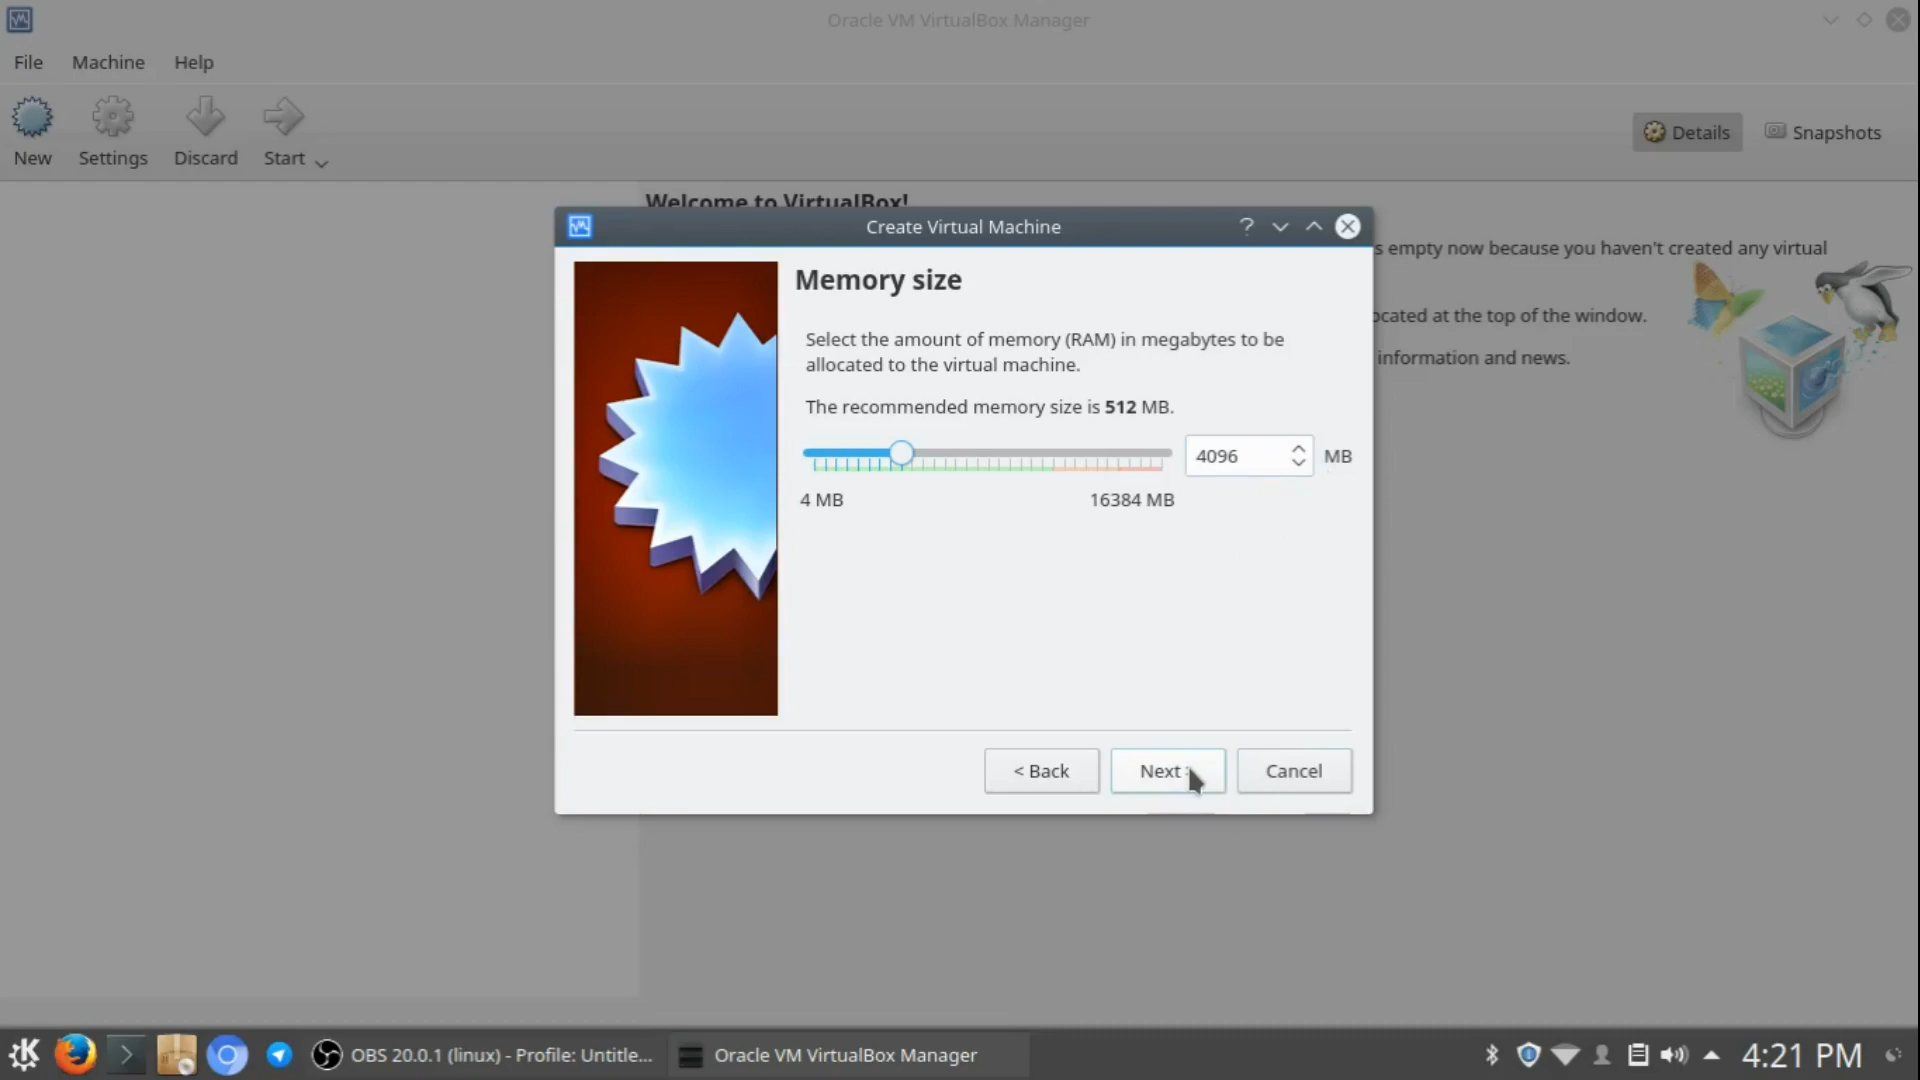 Oracle VM VirtualBox Manager
File Machine Help
New Settings Discard Start
Details Snapshots
Welcome to VirtualBox!
Create Virtual Machine
s empty now because you haven't created any virtual
ocated at the top of the window.
information and news.
Memory size
Select the amount of memory (RAM) in megabytes to be
allocated to the virtual machine.
The recommended memory size is 512 MB.
4096 MB
4 MB 16384 MB
< Back Next > Cancel
OBS 20.0.1 (linux) - Profile: Untitle... Oracle VM VirtualBox Manager 4:21 PM